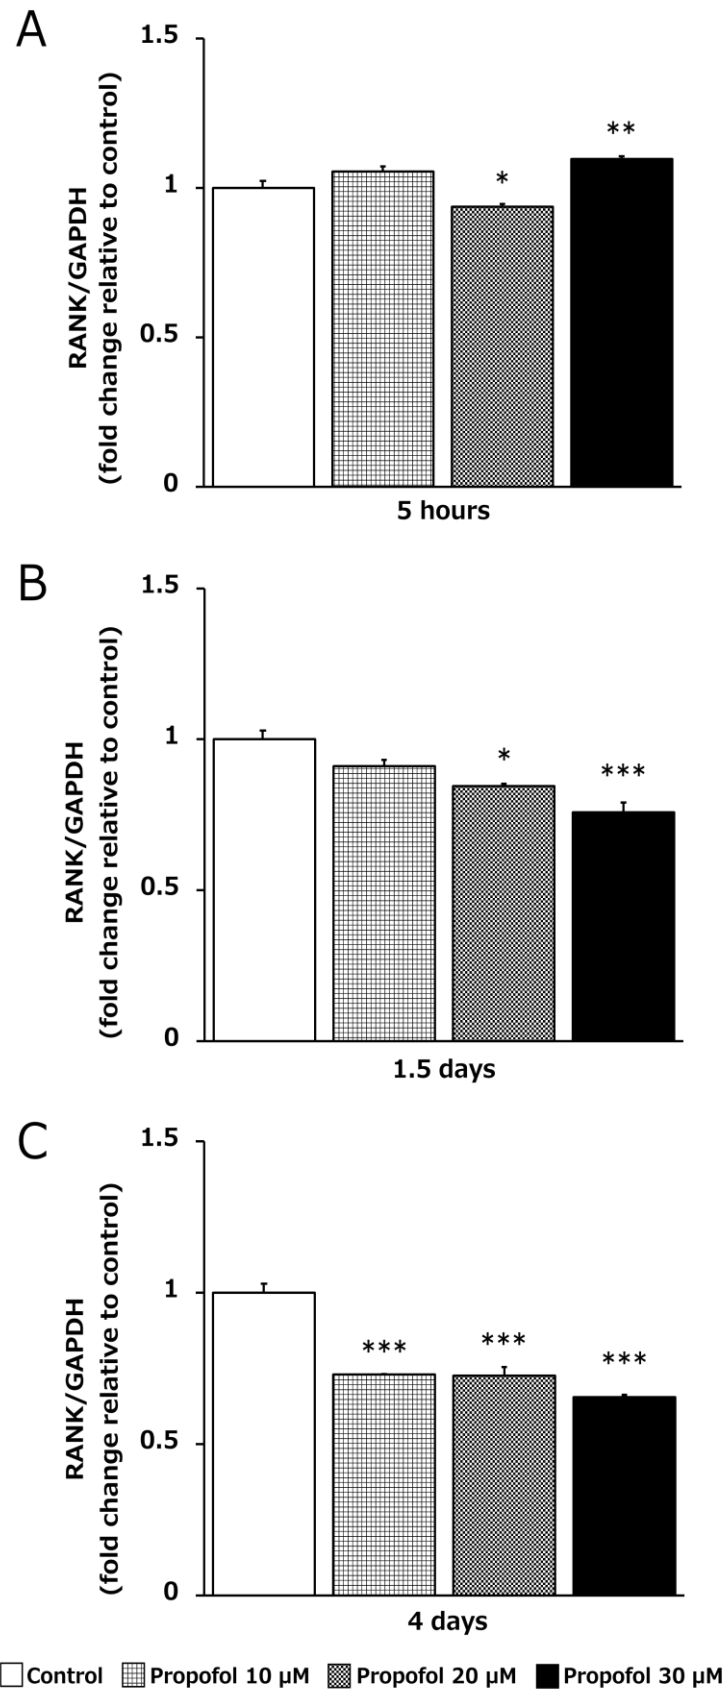 A
1.5
1
0.5
0
RANK/GAPDH
(fold change relative to control)
*
**
5 hours
B
1.5
1
0.5
0
RANK/GAPDH
(fold change relative to control)
*
***
1.5 days
C
1.5
1
0.5
0
RANK/GAPDH
(fold change relative to control)
***
***
***
4 days
Control Propofol 10 μM Propofol 20 μM Propofol 30 μM